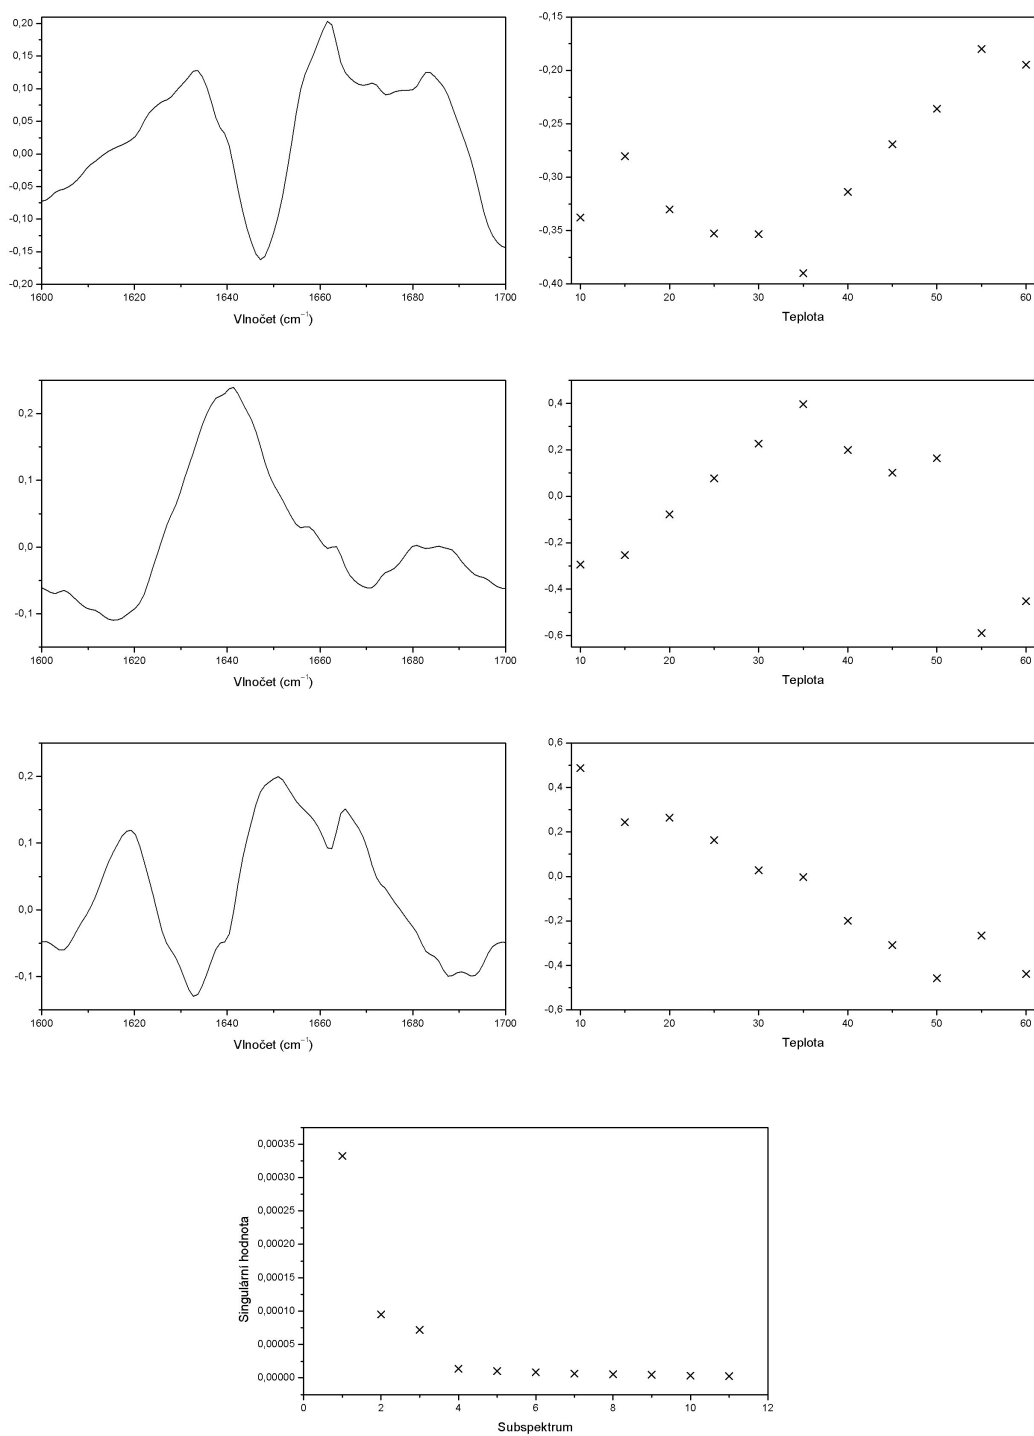 0,20
0,15
0,10
0,05
0,00
-0,05
-0,10
-0,15
-0,20
1600 1620 1640 1660 1680 1700
Vlnočet (cm⁻¹)
-0,15
-0,20
-0,25
-0,30
-0,35
-0,40
10 20 30 40 50 60
Teplota
0,2
0,1
0,0
-0,1
1600 1620 1640 1660 1680 1700
Vlnočet (cm⁻¹)
0,4
0,2
0,0
-0,2
-0,4
-0,6
10 20 30 40 50 60
Teplota
0,2
0,1
0,0
-0,1
1600 1620 1640 1660 1680 1700
Vlnočet (cm⁻¹)
0,6
0,4
0,2
0,0
-0,2
-0,4
-0,6
10 20 30 40 50 60
Teplota
Singulární hodnota
0,00035
0,00030
0,00025
0,00020
0,00015
0,00010
0,00005
0,00000
0 2 4 6 8 10 12
Subspektrum